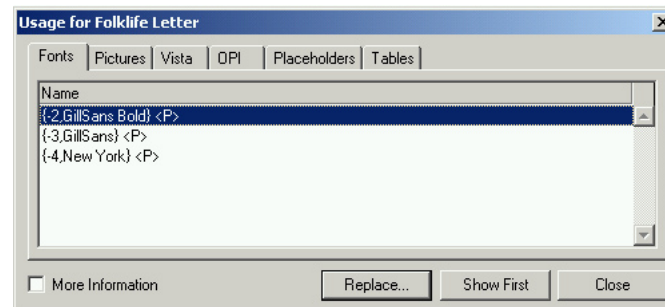 Usage for Folklife Letter
Fonts Pictures Vista OPI Placeholders Tables
Name
{-2,GillSans Bold} <P>
{-3,GillSans} <P>
{-4,New York} <P>
More Information Replace... Show First Close